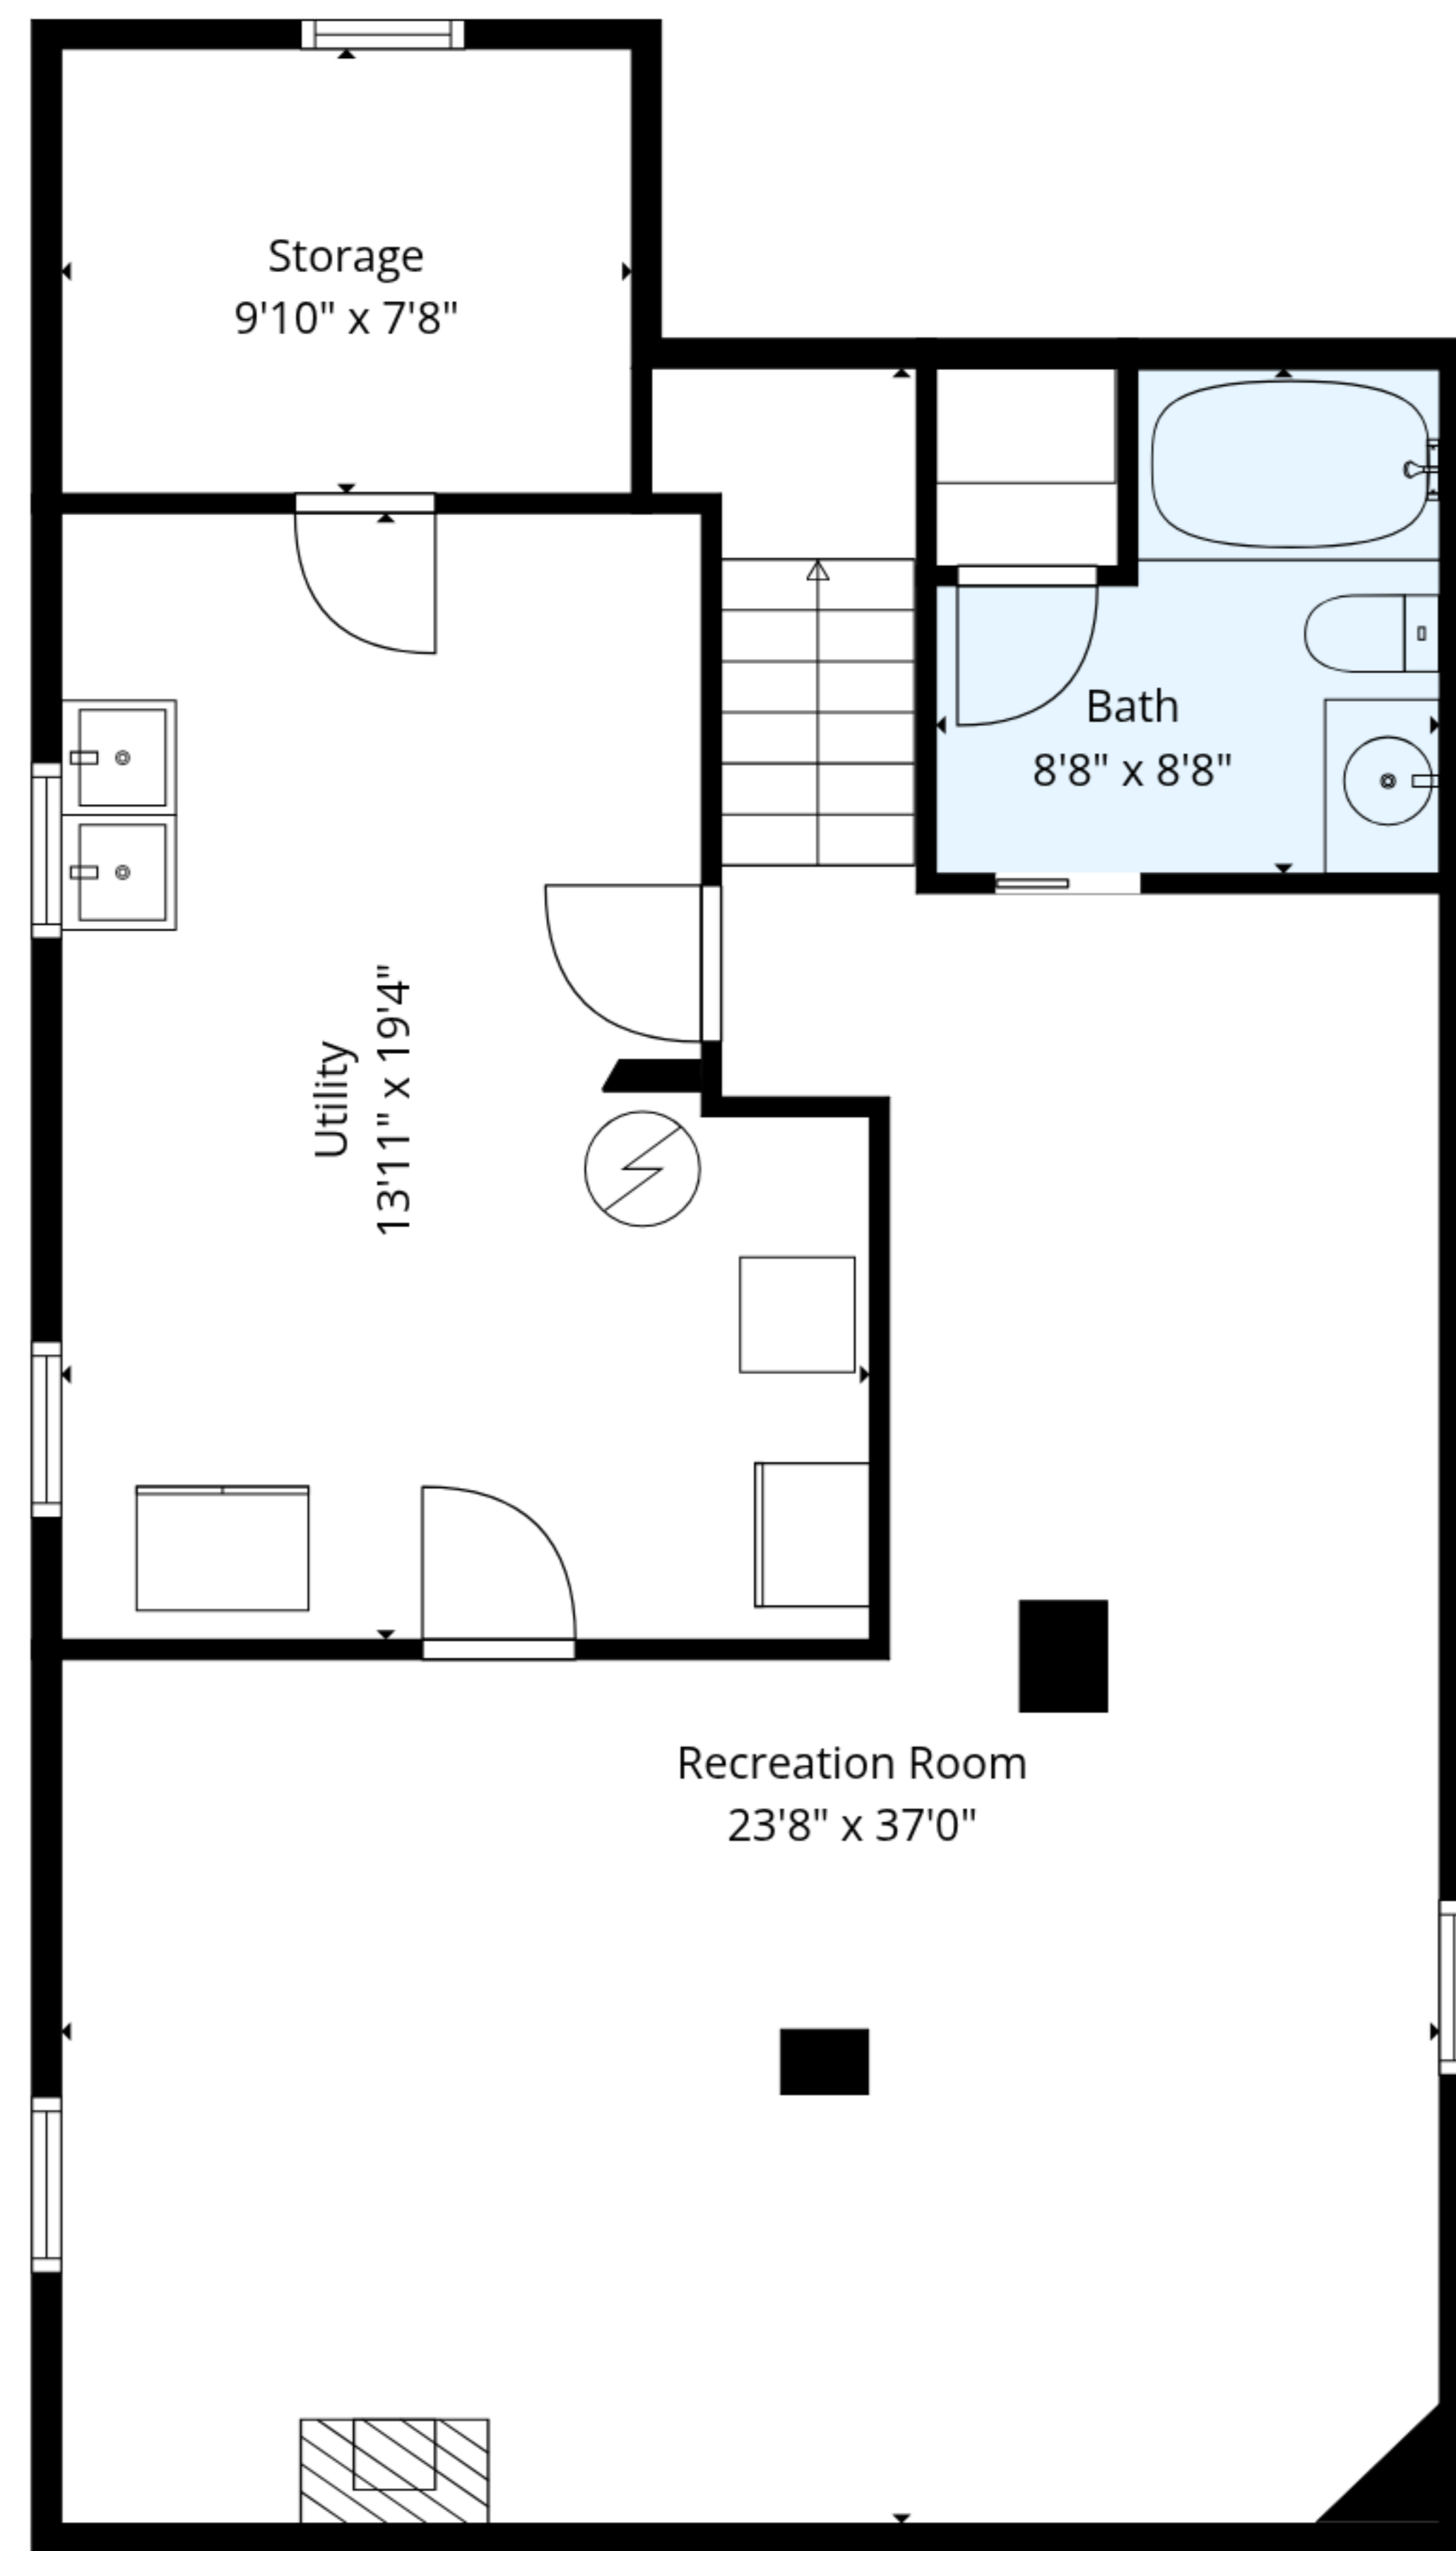 Storage
9'10" x 7'8"
Bath
8'8" x 8'8"
Utility
13'11" x 19'4"
Recreation Room
23'8" x 37'0"